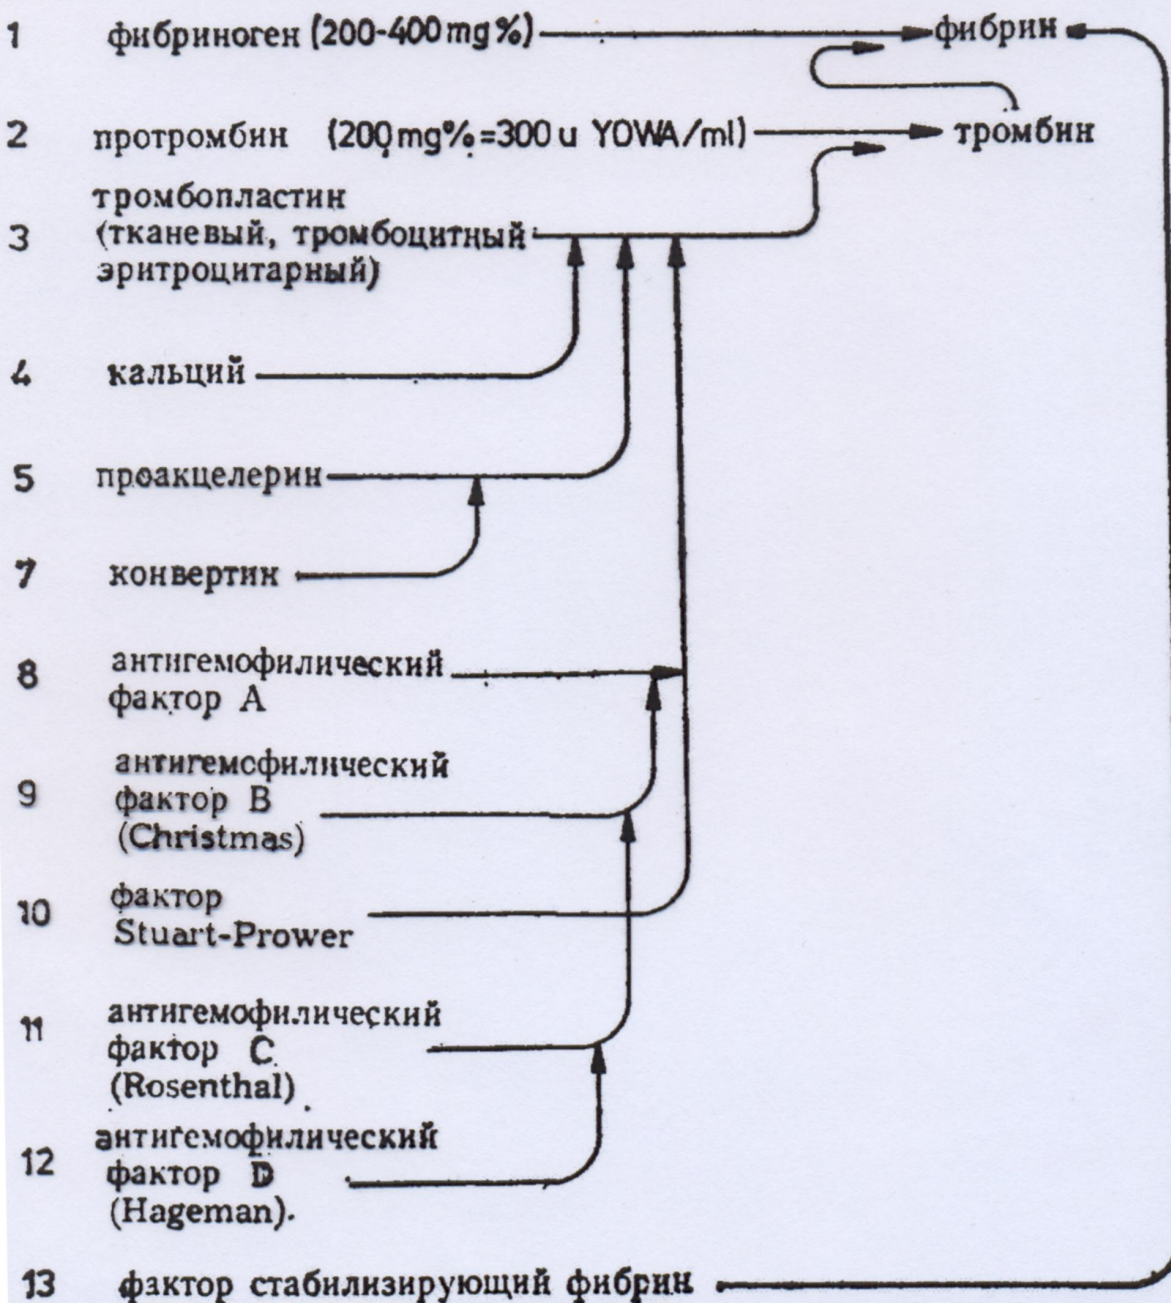 1 фибриноген (200-400 mg%) фибрин
2 протромбин (200 mg%=300 u YOWA/ml) тромбин
тромбопластин
3 (тканевый, тромбоцитный
эритроцитарный)
4 кальций
5 проакцелерин
7 конвертин
8 антигемофилический
фактор А
9 антигемофилический
фактор В
(Christmas)
10 фактор
Stuart-Prower
11 антигемофилический
фактор С
(Rosenthal)
12 антигемофилический
фактор D
(Hageman).
13 фактор стабилизирующий фибрин